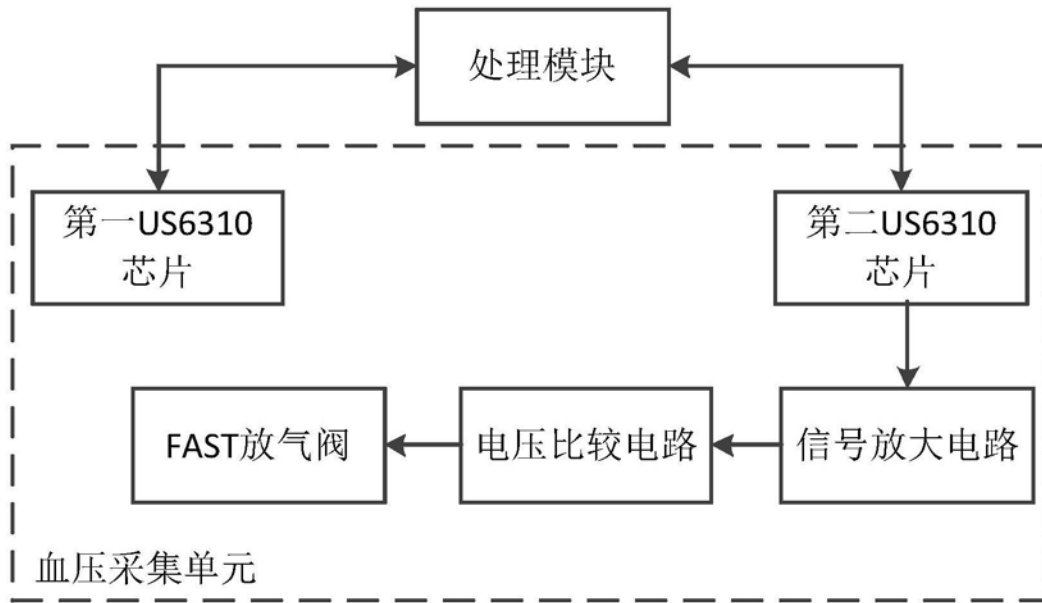 处理模块
第一US6310
芯片
第二US6310
芯片
FAST放气阀
电压比较电路
信号放大电路
血压采集单元